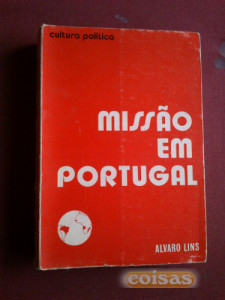 cultura política
MISSÃO
EM
PORTUGAL
ALVARO LINS
coisas